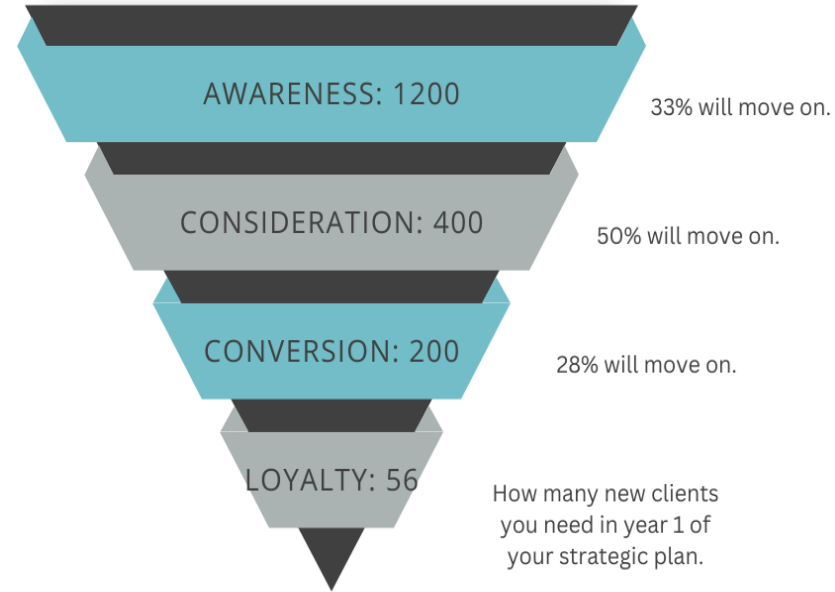 AWARENESS: 1200
33% will move on.
CONSIDERATION: 400
50% will move on.
CONVERSION: 200
28% will move on.
LOYALTY: 56
How many new clients
you need in year 1 of
your strategic plan.